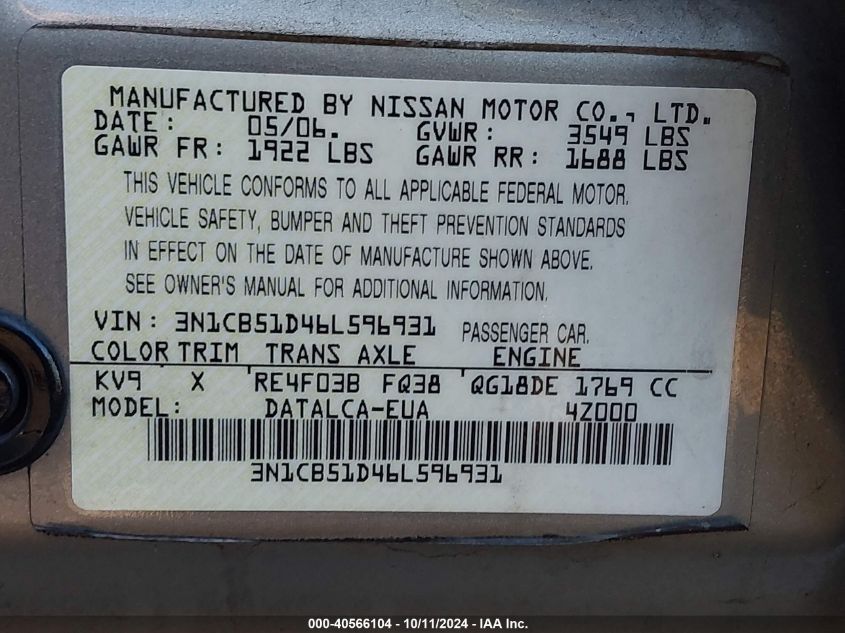 MANUFACTURED BY NISSAN MOTOR CO., LTD.
DATE: 05/06. GVWR: 3549 LBS
GAWR FR: 1922 LBS GAWR RR: 1688 LBS
THIS VEHICLE CONFORMS TO ALL APPLICABLE FEDERAL MOTOR.
VEHICLE SAFETY, BUMPER AND THEFT PREVENTION STANDARDS
IN EFFECT ON THE DATE OF MANUFACTURE SHOWN ABOVE.
SEE OWNER'S MANUAL FOR ADDITIONAL INFORMATION.
VIN: 3N1CB51D46L596931 PASSENGER CAR.
COLOR TRIM TRANS AXLE ENGINE
KV9 X RE4F03B FQ38 QG18DE 1769 CC
MODEL: DATALCA-EUA 4Z000
3N1CB51D46L596931
000-40566104 - 10/11/2024 - IAA Inc.